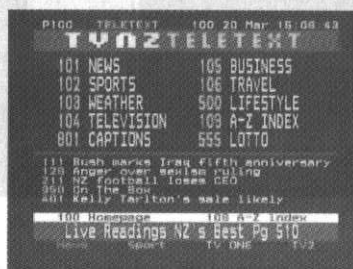 P100 TELETEXT 100 20 Mar 16:06 43
TVNZ TELETEXT
101 NEWS 105 BUSINESS
102 SPORTS 106 TRAVEL
103 WEATHER 500 LIFESTYLE
104 TELEVISION 109 A-Z INDEX
801 CAPTIONS 555 LOTTO
111 Bush marks Iraq fifth anniversary
128 Anger over sexism ruling
211 NZ football loses CEO
350 On The Box
401 Kelly Tarlton's sale likely
100 Homepage 109 A-Z Index
Live Readings NZ's Best Pg 510
News Sport TV ONE TV2